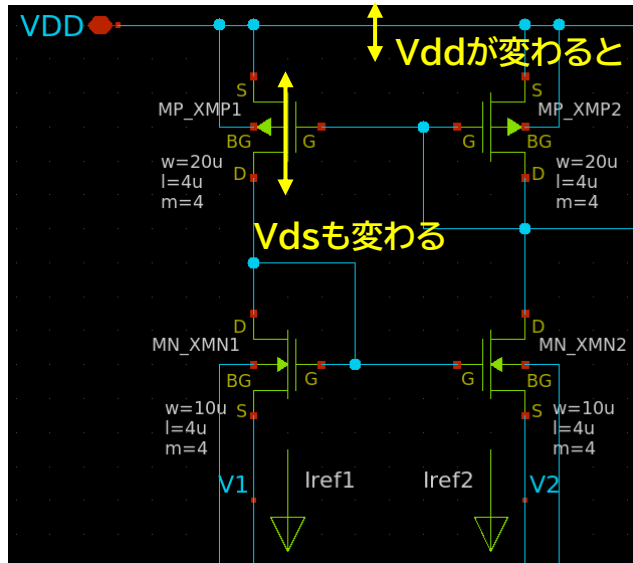 VDD
Vddが変わると
S
S
MP_XMP1
MP_XMP2
BG
G
G
BG
w=20u
l=4u
m=4
D
D
w=20u
l=4u
m=4
Vdsも変わる
D
D
MN_XMN1
MN_XMN2
BG
G
G
BG
w=10u
l=4u
m=4
S
S
w=10u
l=4u
m=4
V1
Iref1
Iref2
V2